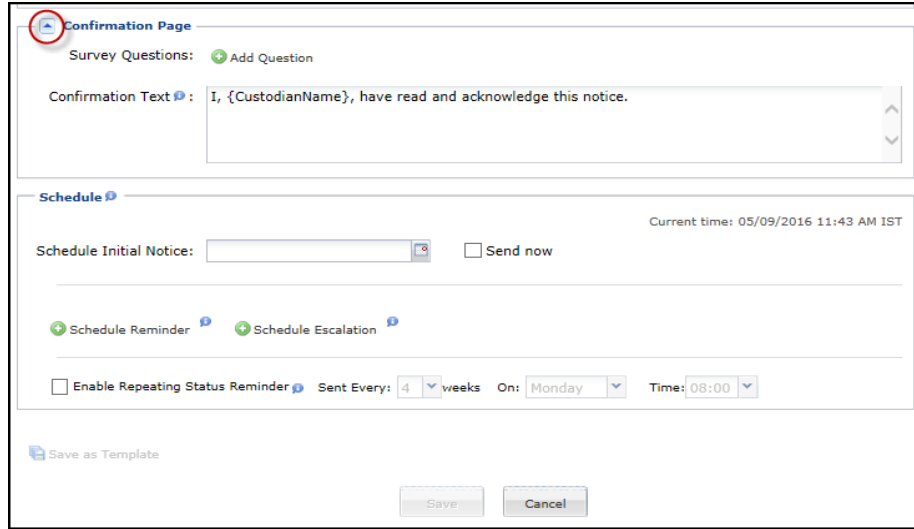 Confirmation Page
Survey Questions: Add Question
Confirmation Text : I, {CustodianName}, have read and acknowledge this notice.
Schedule
Current time: 05/09/2016 11:43 AM IST
Schedule Initial Notice: Send now
Schedule Reminder Schedule Escalation
Enable Repeating Status Reminder Sent Every: 4 weeks On: Monday Time: 08:00
Save as Template
Save Cancel